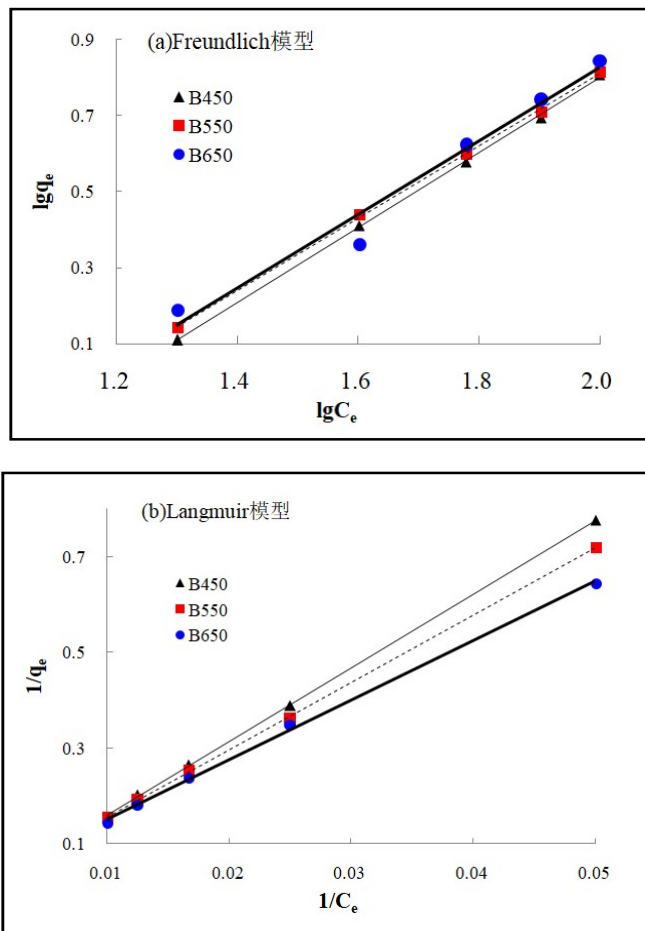 (a)Freundlich模型
0.9
B450
0.7
B550
B650
lgqe
0.5
0.3
0.1
1.2 1.4 1.6 1.8 2.0
lgCe
(b)Langmuir模型
0.7
B450
B550
B650
1/qe
0.5
0.3
0.1
0.01 0.02 0.03 0.04 0.05
1/Ce